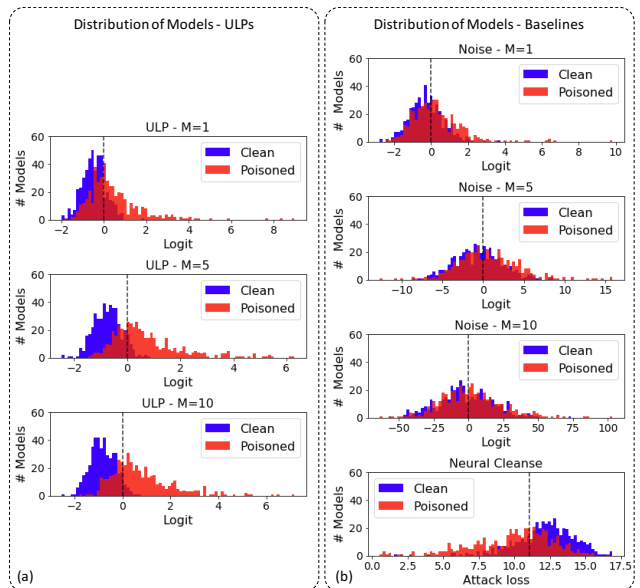 Distribution of Models - ULPs
ULP - M=1
# Models
60
40
20
0
Clean
Poisoned
−2 0 2 4 6 8
Logit
ULP - M=5
# Models
60
40
20
0
Clean
Poisoned
−2 0 2 4 6
Logit
ULP - M=10
# Models
60
40
20
0
Clean
Poisoned
−2 0 2 4 6
Logit
(a)
Distribution of Models - Baselines
Noise - M=1
# Models
60
40
20
0
Clean
Poisoned
−2 0 2 4 6 8 10
Logit
Noise - M=5
# Models
60
40
20
0
Clean
Poisoned
−10 −5 0 5 10 15
Logit
Noise - M=10
# Models
60
40
20
0
Clean
Poisoned
−50 −25 0 25 50 75 100
Logit
Neural Cleanse
# Models
60
40
20
0
Clean
Poisoned
0.0 2.5 5.0 7.5 10.0 12.5 15.0 17.5
Attack loss
(b)